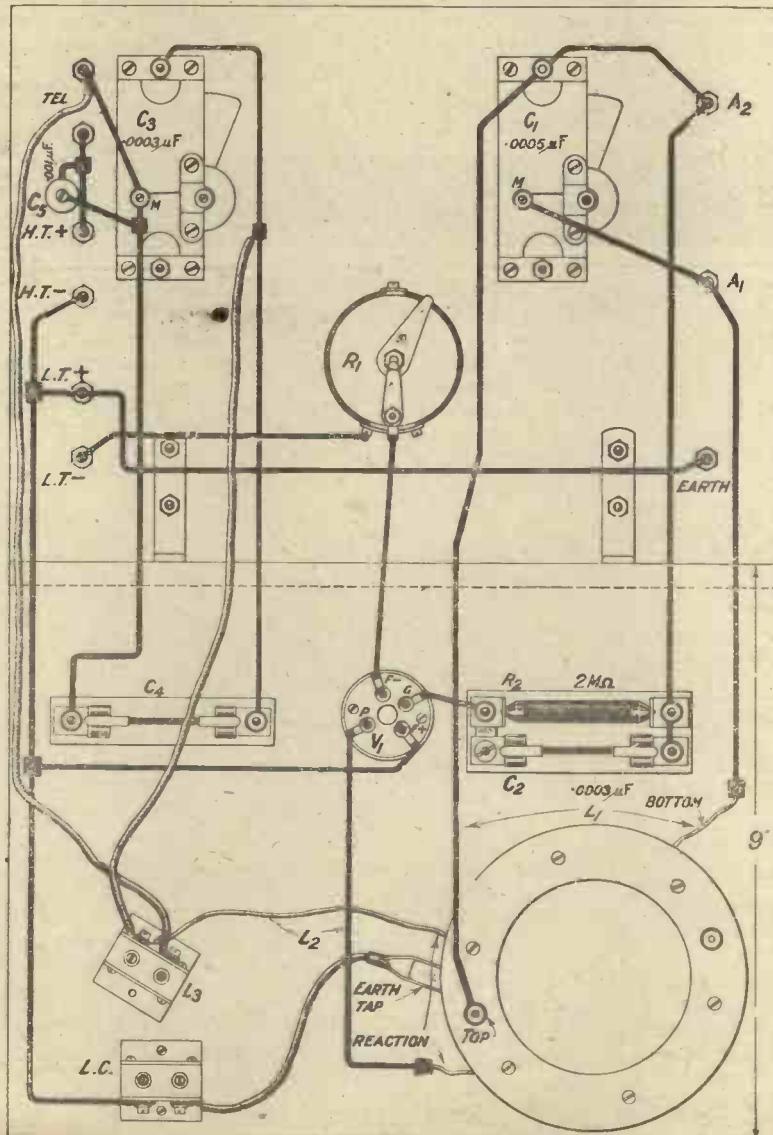 TEL
C3
.0003µF
M
.001µF
C5
H.T.+
H.T.-
L.T.+
L.T.-
C1
.0005µF
M
A2
A1
R1
EARTH
C4
F-
G
P
V1
+
R2 2MΩ
C2 .0003µF
L1
BOTTOM
9"
L2
L3
EARTH
TAP
REACTION
TOP
L.C.